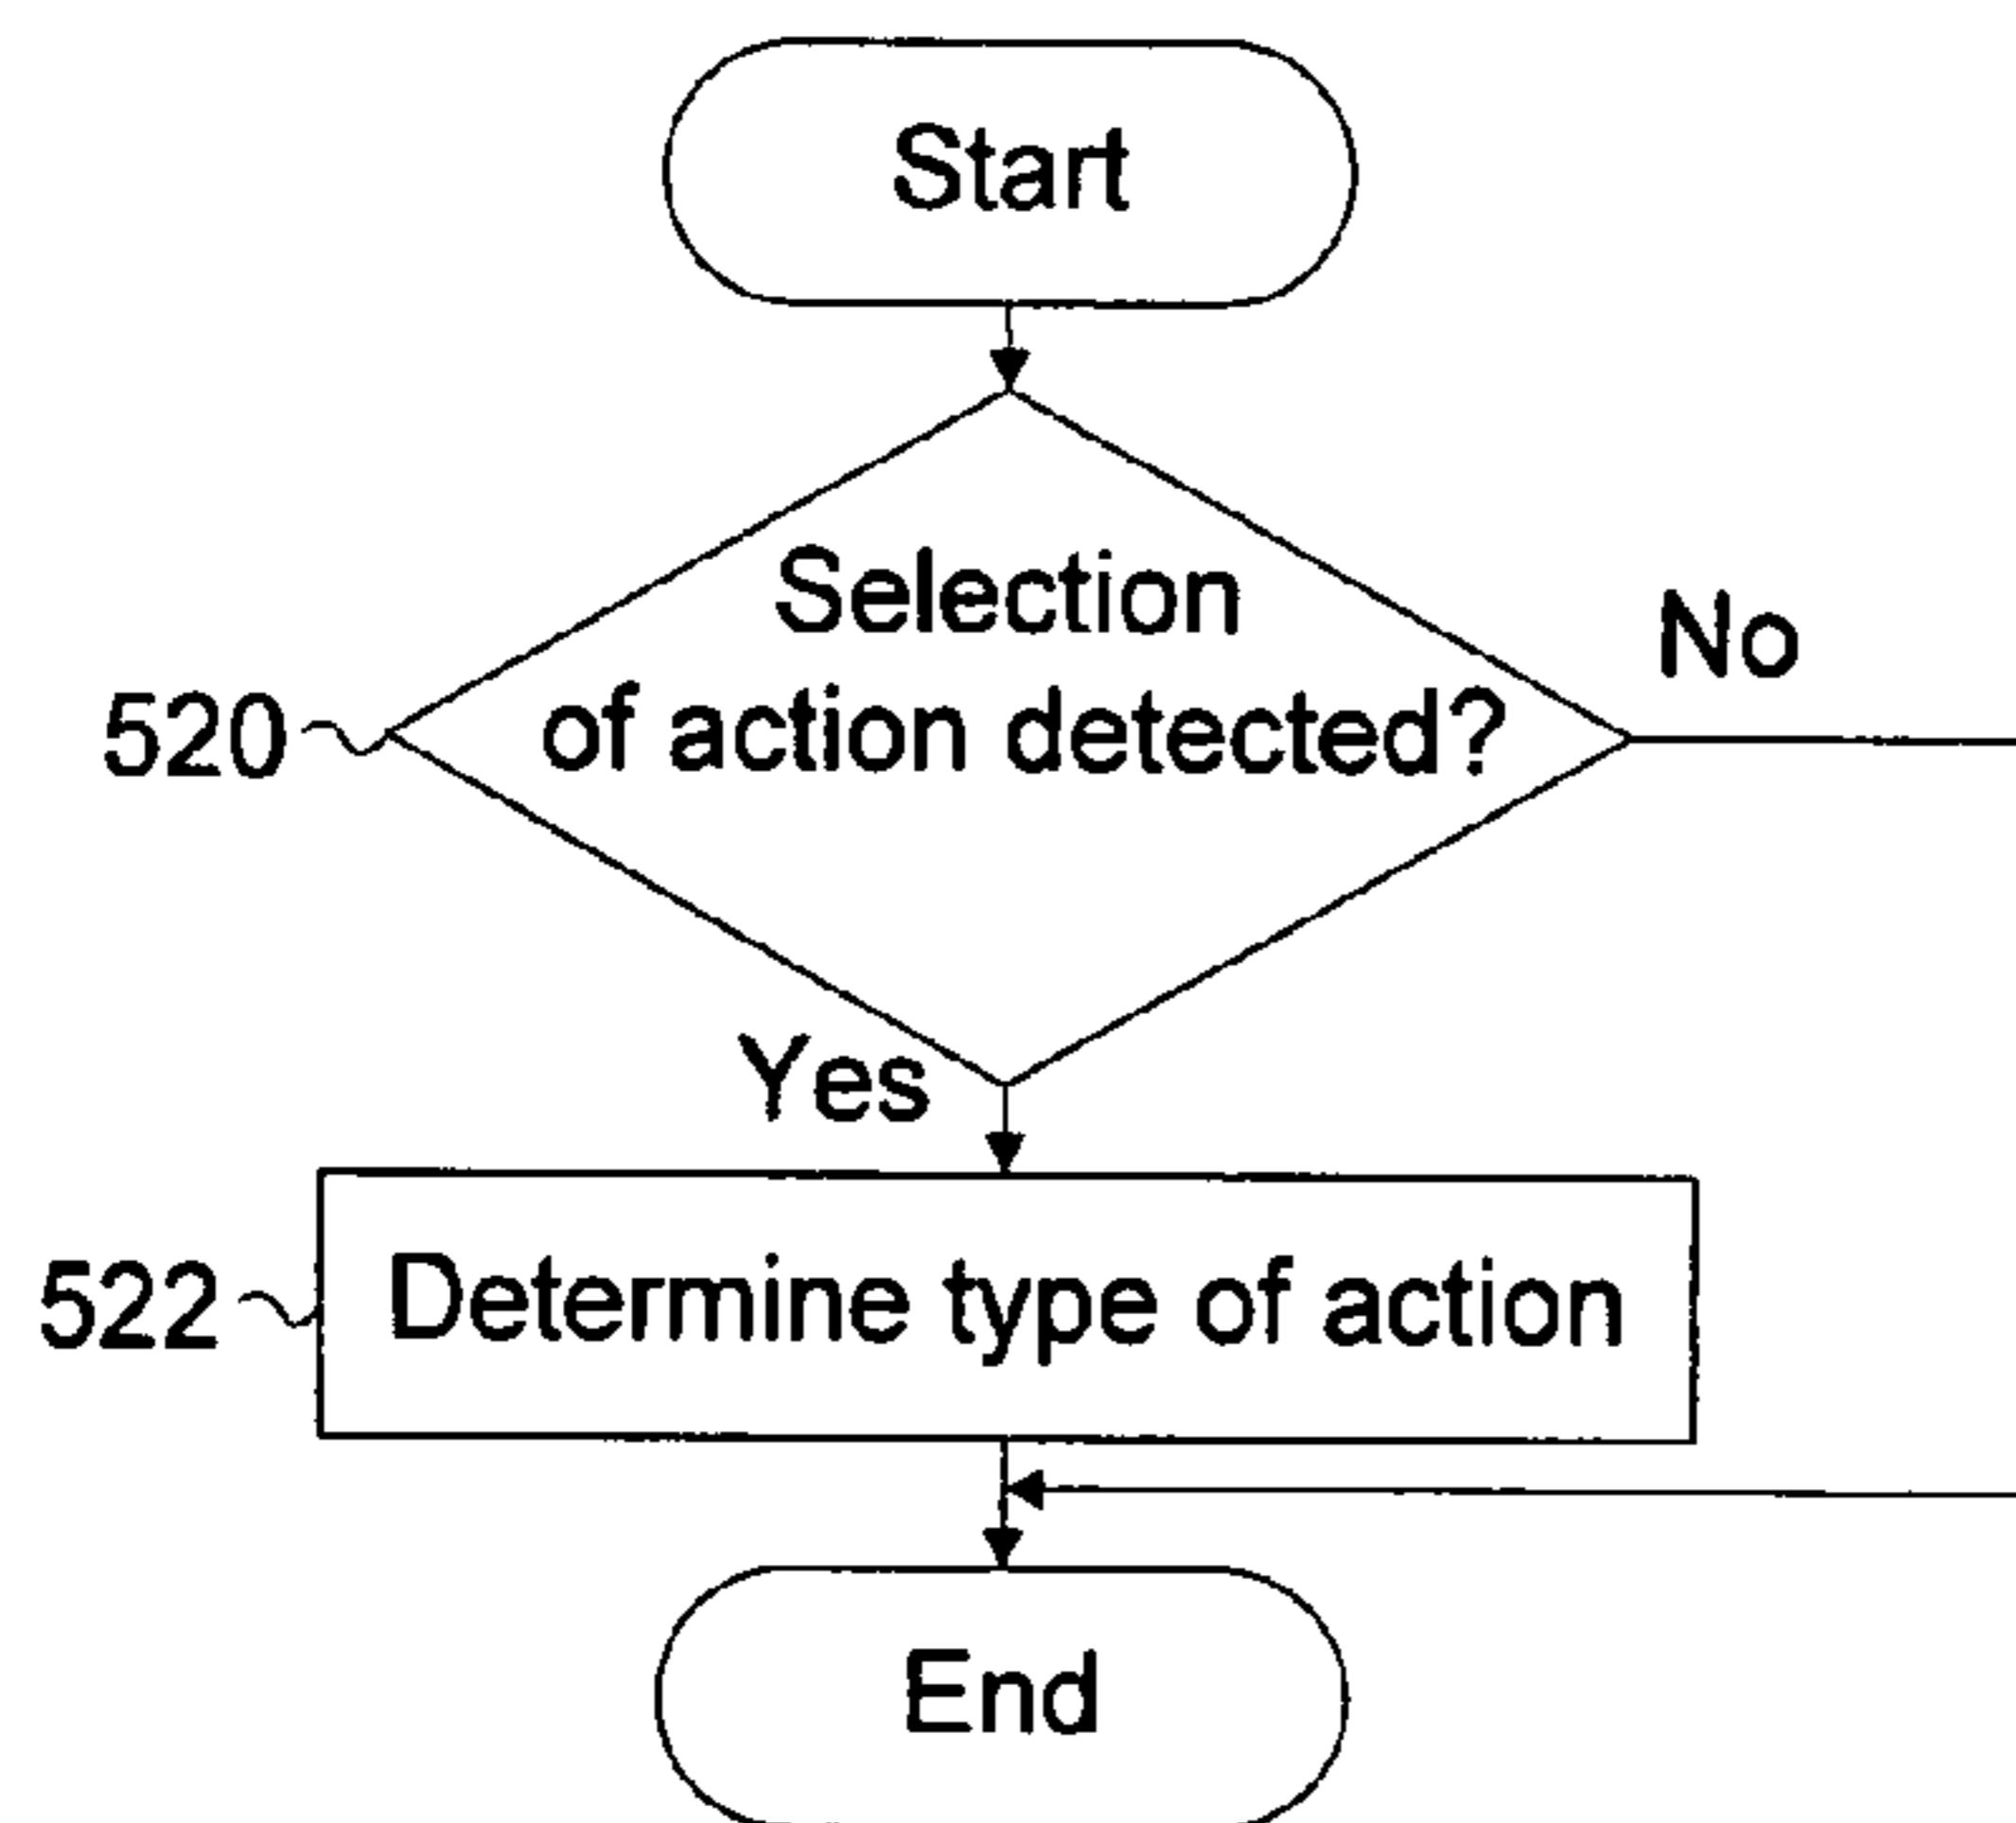 Start
Selection
of action detected?
No
520
Yes
522
Determine type of action
End